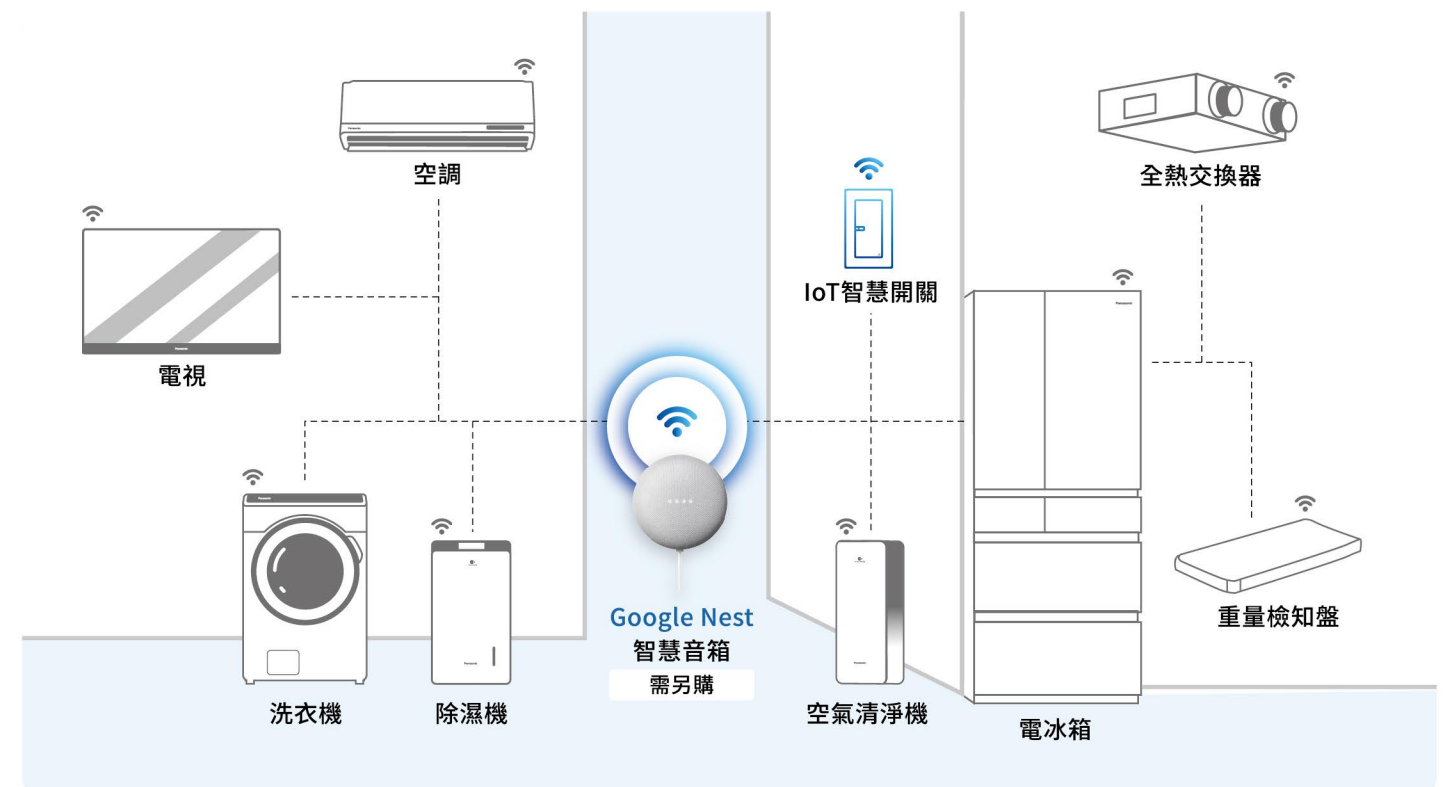 空調
全熱交換器
IoT智慧開關
Panasonic
電視
Google Nest
智慧音箱
需另購
重量檢知盤
洗衣機
除濕機
空氣清淨機
電冰箱